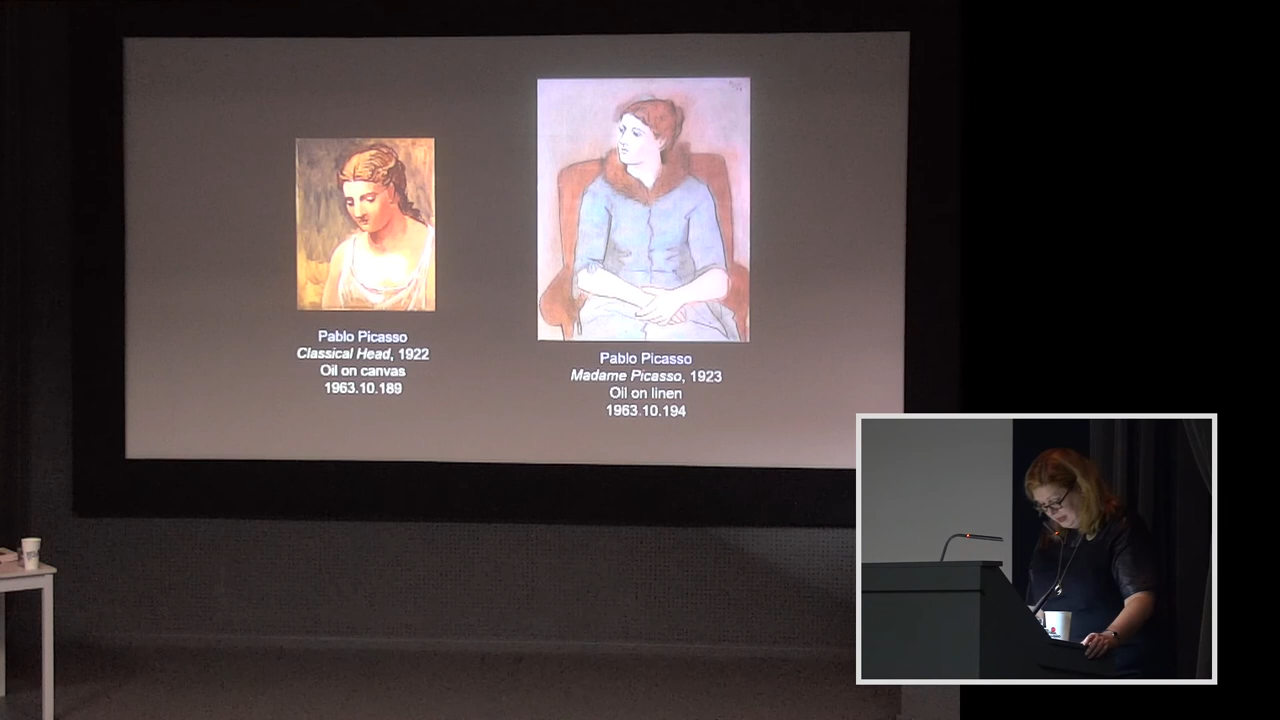 Pablo Picasso
Classical Head, 1922
Oil on canvas
1963.10.189
Pablo Picasso
Madame Picasso, 1923
Oil on linen
1963.10.194